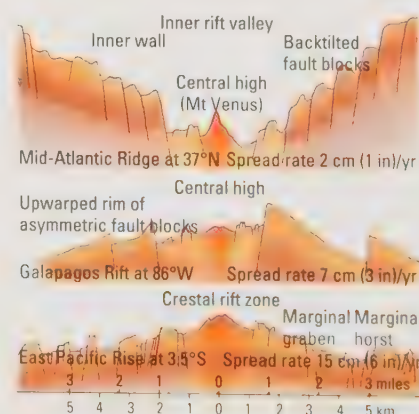 Inner rift valley
Inner wall
Backtilted
fault blocks
Central high
(Mt Venus)
Mid-Atlantic Ridge at 37°N Spread rate 2 cm (1 in)/yr
Central high
Upwarped rim of
asymmetric fault blocks
Galapagos Rift at 86°W Spread rate 7 cm (3 in)/yr
Crestal rift zone
Marginal Margina
graben horst
East Pacific Rise at 3.5°S Spread rate 15 cm (6 in)/yr
3 2 1 0 1 2 3 miles
5 4 3 2 1 0 1 2 3 4 5 km